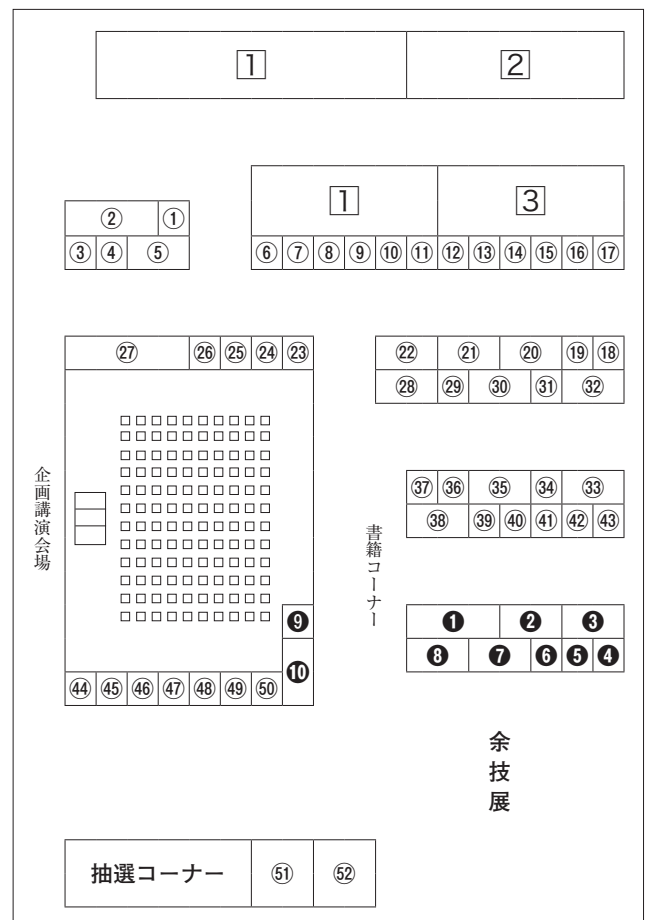 1 2
1 3
② ①
③ ④ ⑤
⑥ ⑦ ⑧ ⑨ ⑩ ⑪ ⑫ ⑬ ⑭ ⑮ ⑯ ⑰
㉗ ㉖ ㉕ ㉔ ㉓
㉒ ㉑ ⑳ ⑲ ⑱
㉘ ㉙ ㉚ ㉛ ㉜
企画講演会場
㊲ ㊱ ㉟ ㉞ ㉝
㊳ ㊴ ㊵ ㊶ ㊷ ㊸
書籍コーナー
❾
❿
❶ ❷ ❸
❽ ❼ ❻ ❺ ❹
㊹ ㊺ ㊻ ㊼ ㊽ ㊾ ㊿
余技展
抽選コーナー 51 52